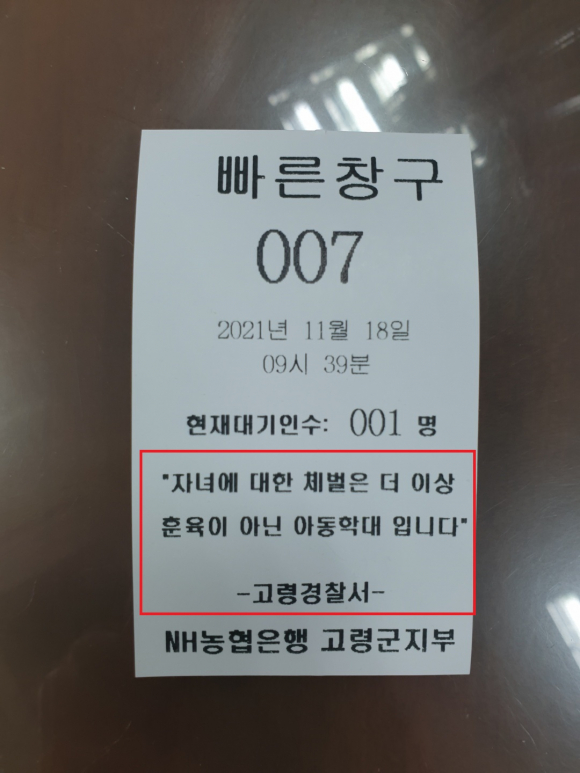 빠른창구
007
2021년 11월 18일
09시 39분
현재대기인수: 001 명
"자녀에 대한 체벌은 더 이상
훈육이 아닌 아동학대 입니다"
-고령경찰서-
NH농협은행 고령군지부